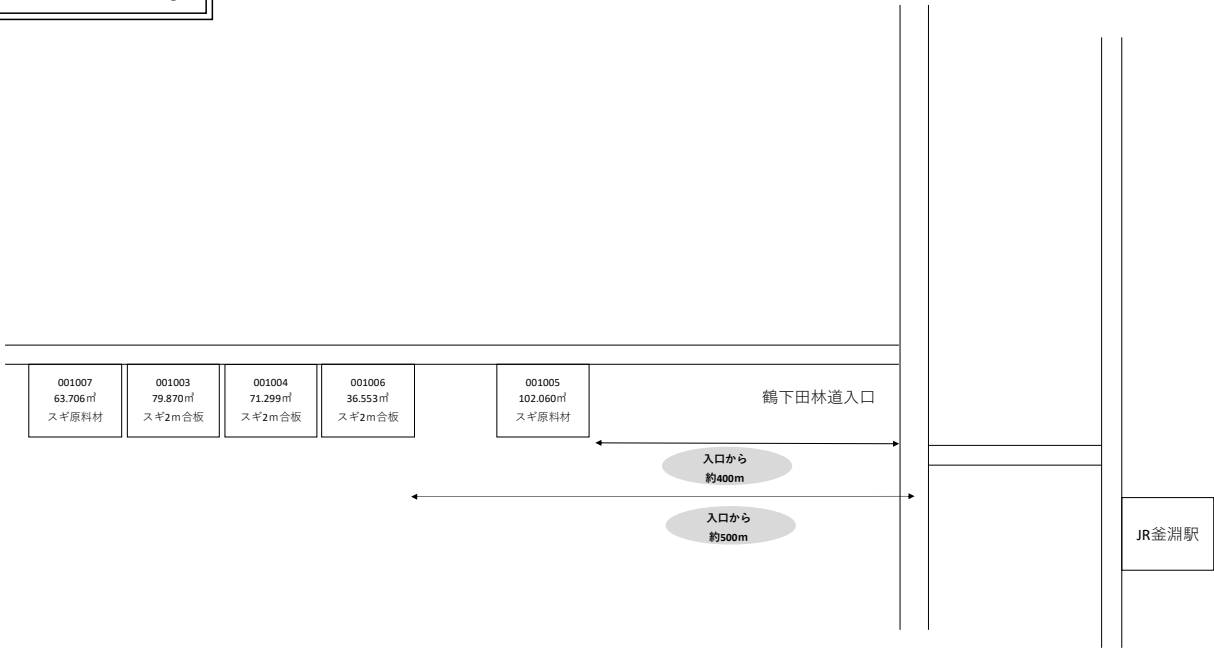 001007
63.706㎥
スギ原料材
001003
79.870㎥
スギ2m合板
001004
71.299㎥
スギ2m合板
001006
36.553㎥
スギ2m合板
001005
102.060㎥
スギ原料材
鶴下田林道入口
入口から
約400m
入口から
約500m
JR釜淵駅